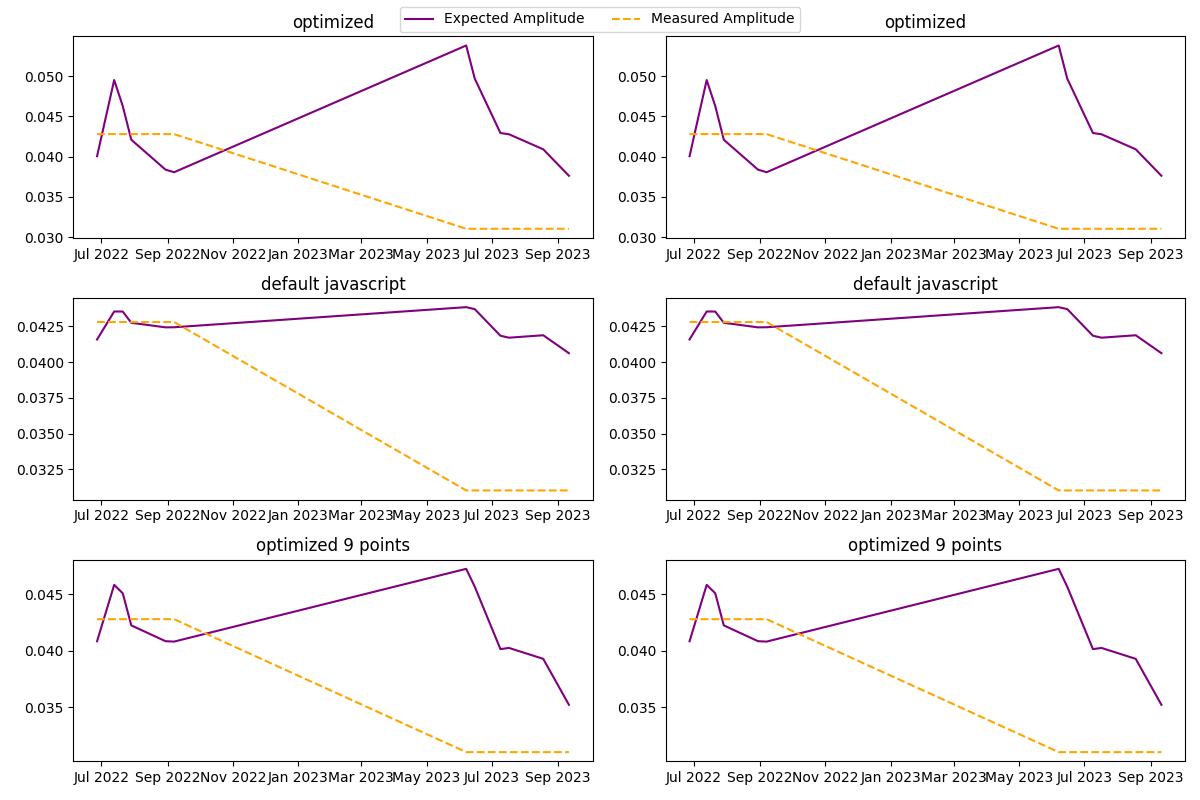 Expected Amplitude Measured Amplitude
optimized optimized
0.050 0.050
0.045 0.045
0.040 0.040
0.035 0.035
0.030 0.030
Jul 2022 Sep 2022 Nov 2022 Jan 2023 Mar 2023 May 2023 Jul 2023 Sep 2023 Jul 2022 Sep 2022 Nov 2022 Jan 2023 Mar 2023 May 2023 Jul 2023 Sep 2023
default javascript default javascript
0.0425 0.0425
0.0400 0.0400
0.0375 0.0375
0.0350 0.0350
0.0325 0.0325
Jul 2022 Sep 2022 Nov 2022 Jan 2023 Mar 2023 May 2023 Jul 2023 Sep 2023 Jul 2022 Sep 2022 Nov 2022 Jan 2023 Mar 2023 May 2023 Jul 2023 Sep 2023
optimized 9 points optimized 9 points
0.045 0.045
0.040 0.040
0.035 0.035
Jul 2022 Sep 2022 Nov 2022 Jan 2023 Mar 2023 May 2023 Jul 2023 Sep 2023 Jul 2022 Sep 2022 Nov 2022 Jan 2023 Mar 2023 May 2023 Jul 2023 Sep 2023